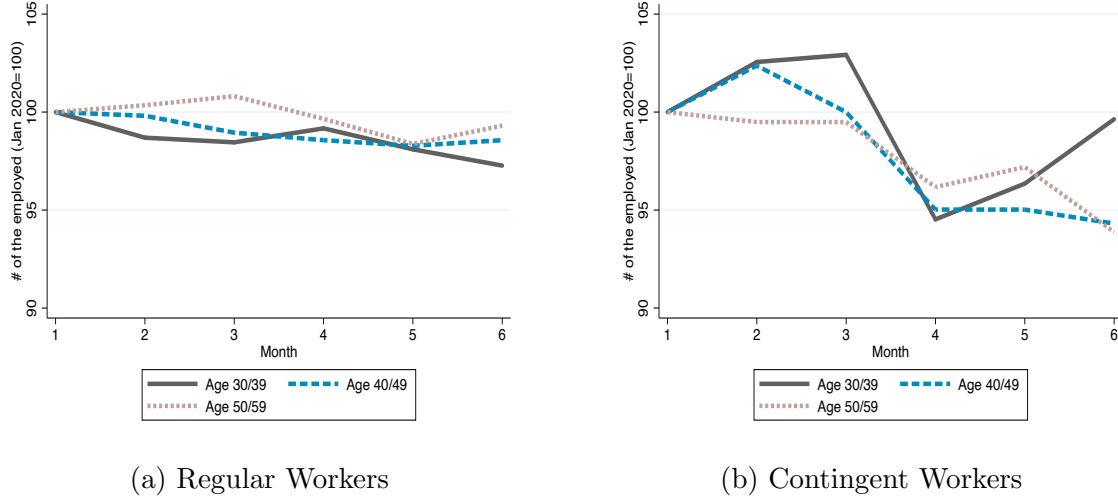 # of the employed (Jan 2020=100)
105
100
95
90
1 2 3 4 5 6
Month
Age 30/39 Age 40/49
Age 50/59
(a) Regular Workers
# of the employed (Jan 2020=100)
105
100
95
90
1 2 3 4 5 6
Month
Age 30/39 Age 40/49
Age 50/59
(b) Contingent Workers